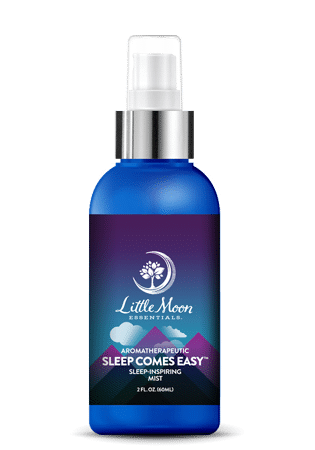 Little Moon
ESSENTIALS.
AROMATHERAPEUTIC
SLEEP COMES EASY™
SLEEP-INSPIRING
MIST
2 FL. OZ. (60ML)